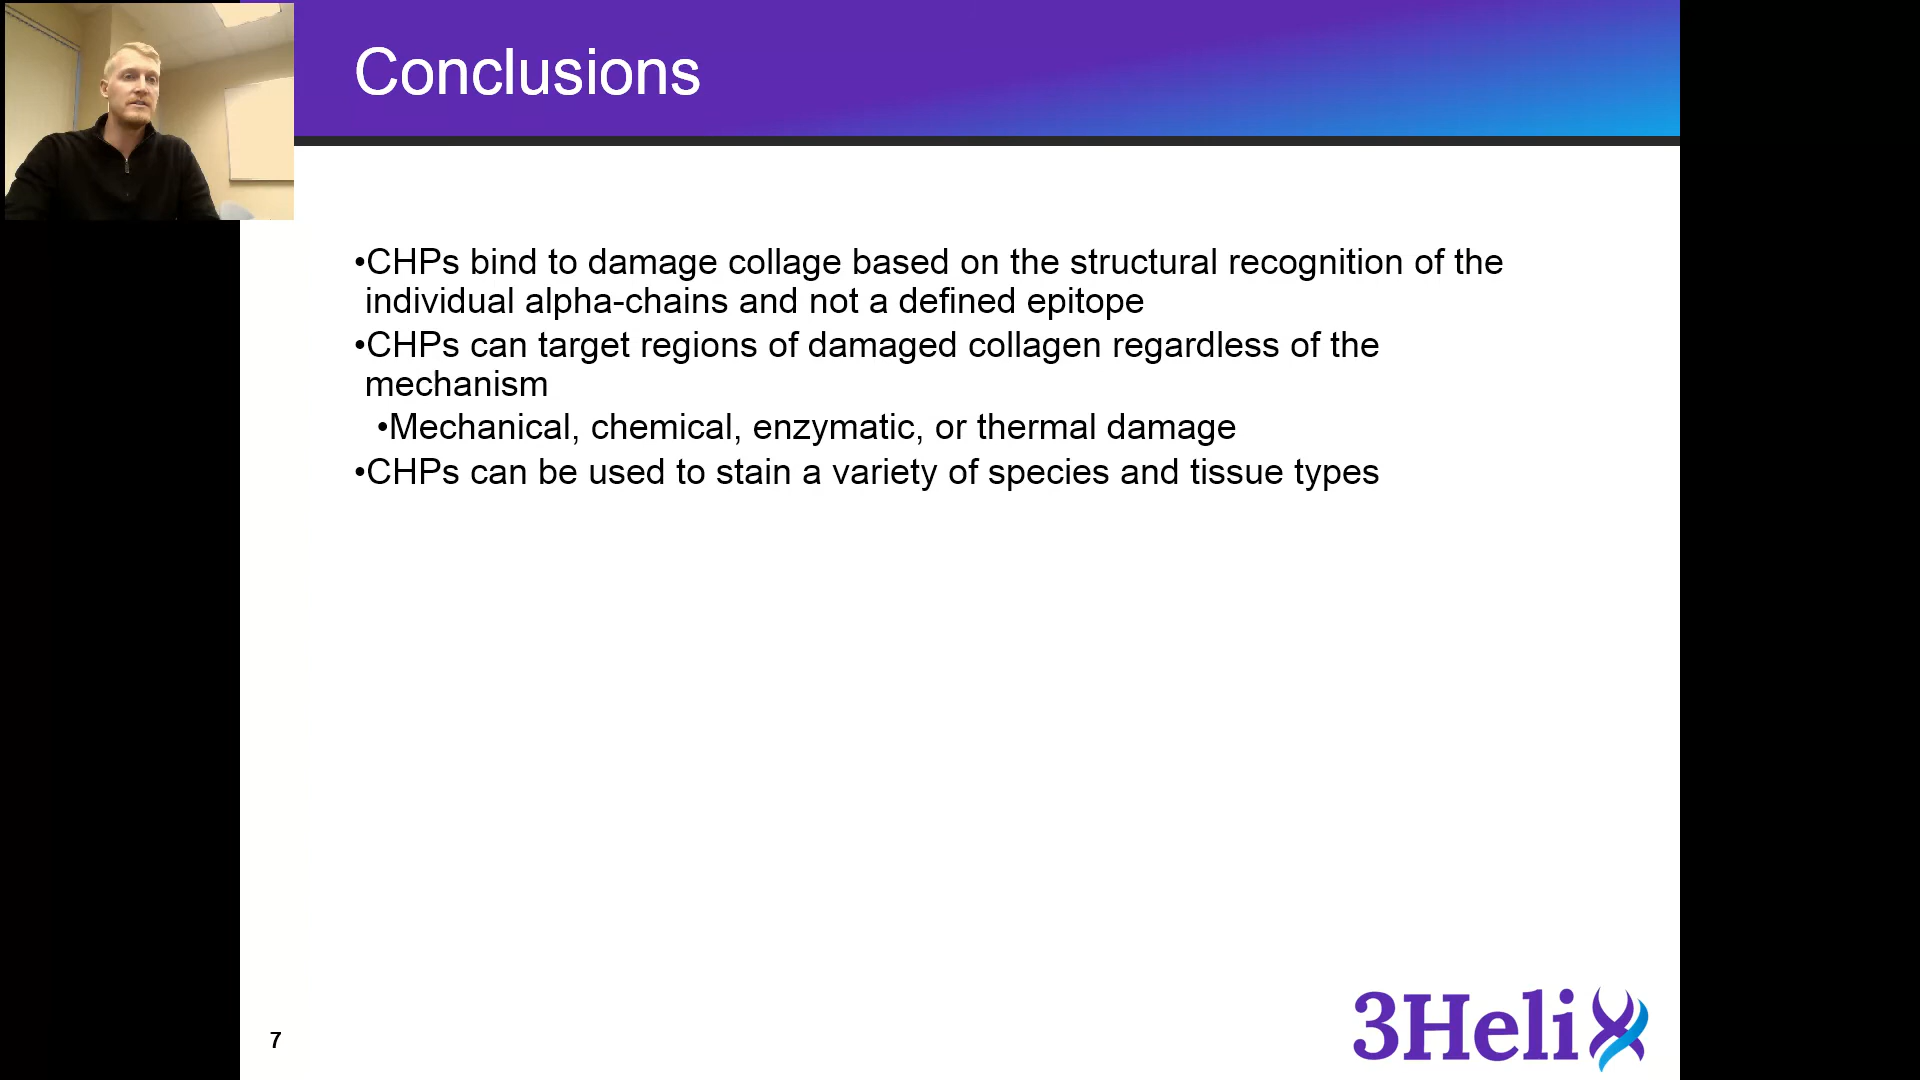 Conclusions
•CHPs bind to damage collage based on the structural recognition of the
individual alpha-chains and not a defined epitope
•CHPs can target regions of damaged collagen regardless of the
mechanism
•Mechanical, chemical, enzymatic, or thermal damage
•CHPs can be used to stain a variety of species and tissue types
7
3Helix